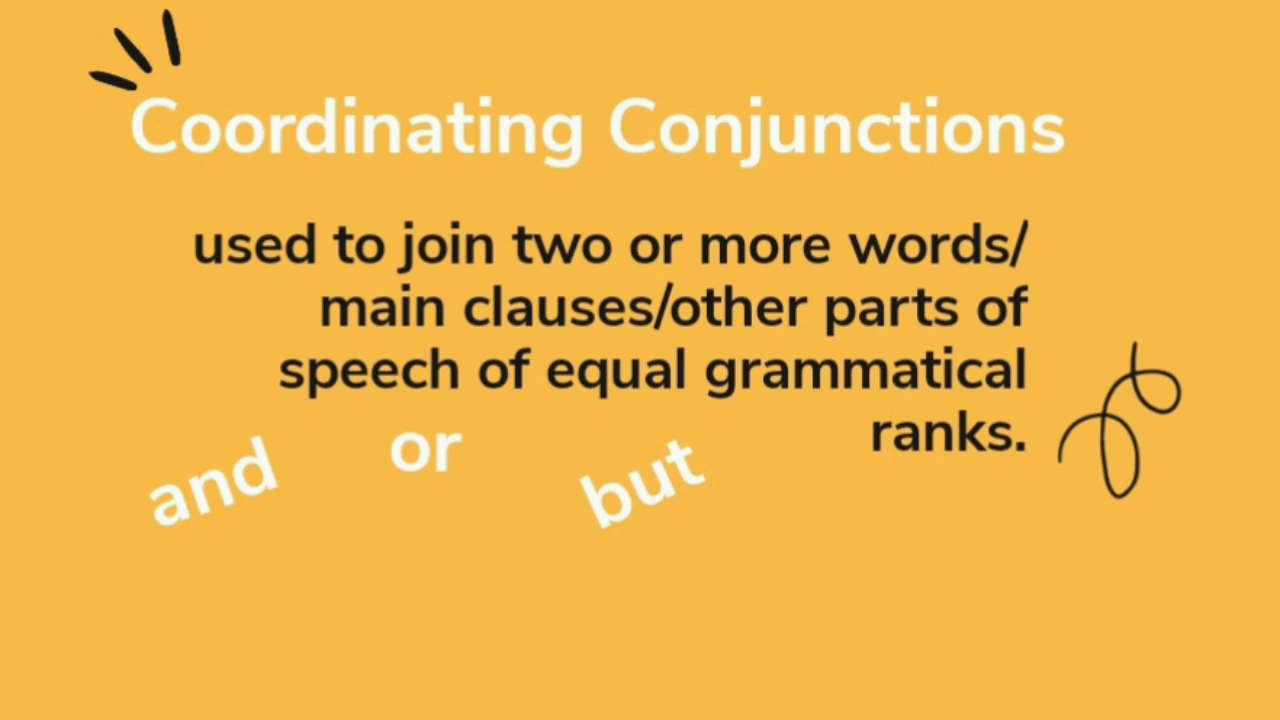 Coordinating Conjunctions
used to join two or more words/
main clauses/other parts of
speech of equal grammatical
ranks.
and
or
but